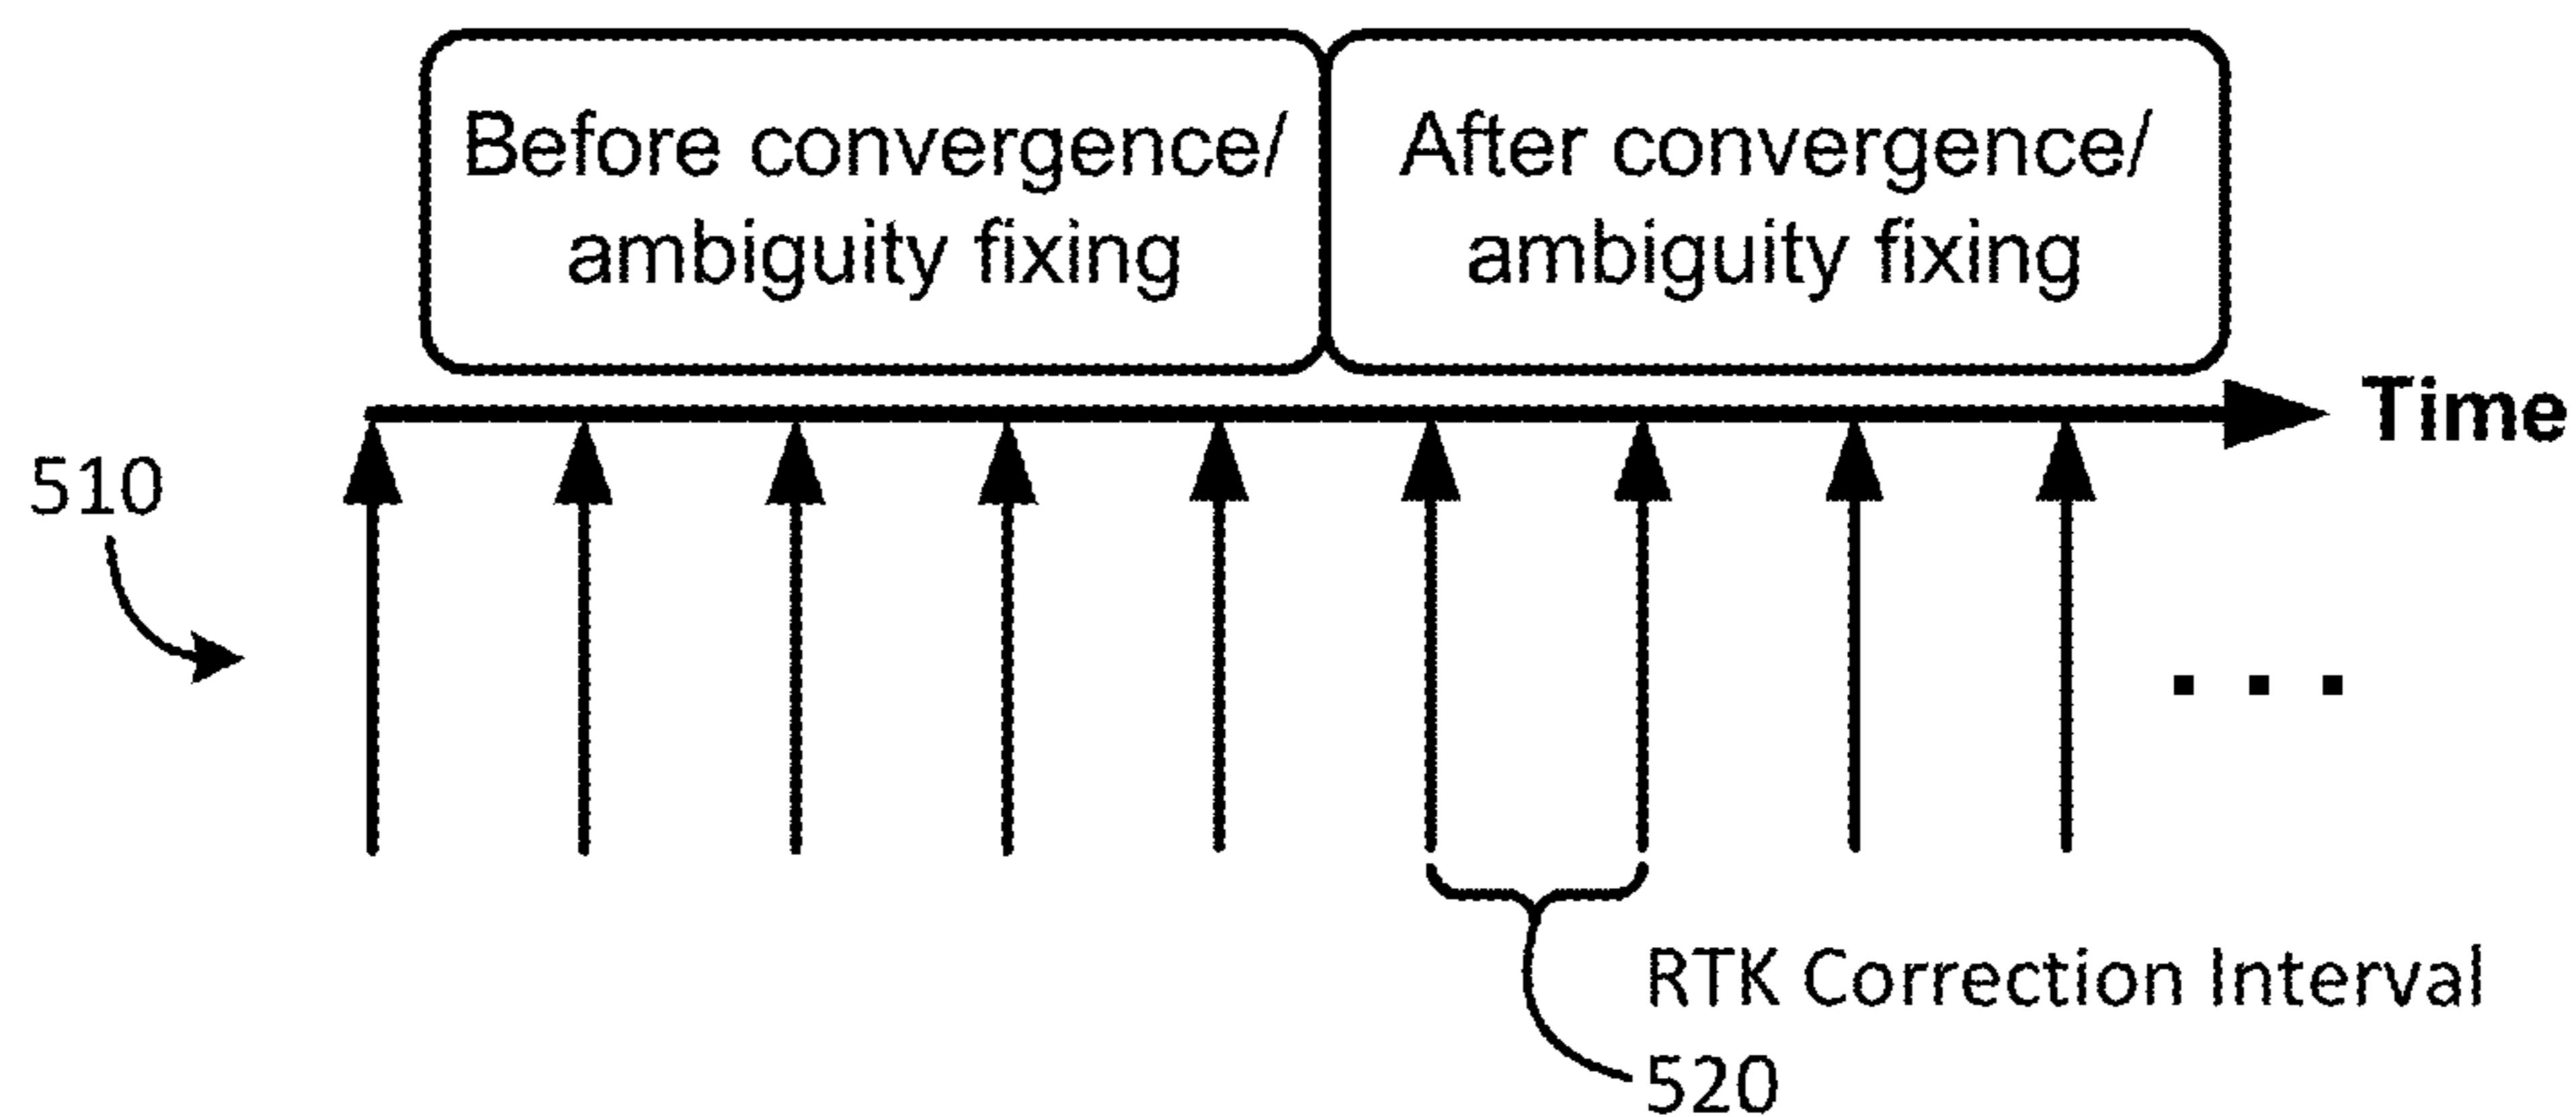 Before convergence/
ambiguity fixing
After convergence/
ambiguity fixing
Time
510
. . .
RTK Correction Interval
520